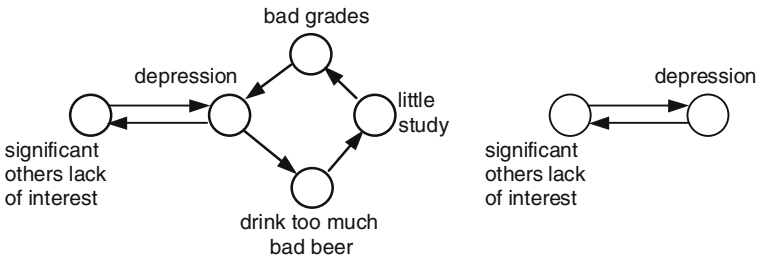 bad grades
depression
little
study
significant
others lack
of interest
drink too much
bad beer
depression
significant
others lack
of interest